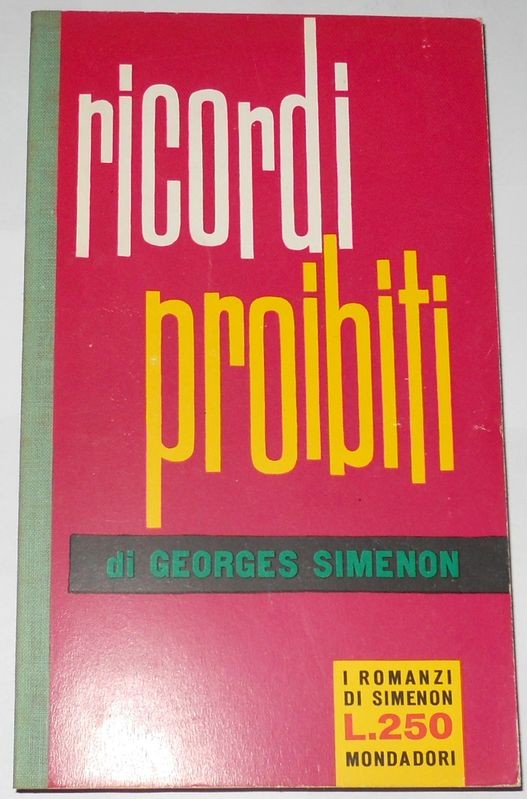 ricordi
proibiti
di GEORGES SIMENON
I ROMANZI
DI SIMENON
L.250
MONDADORI